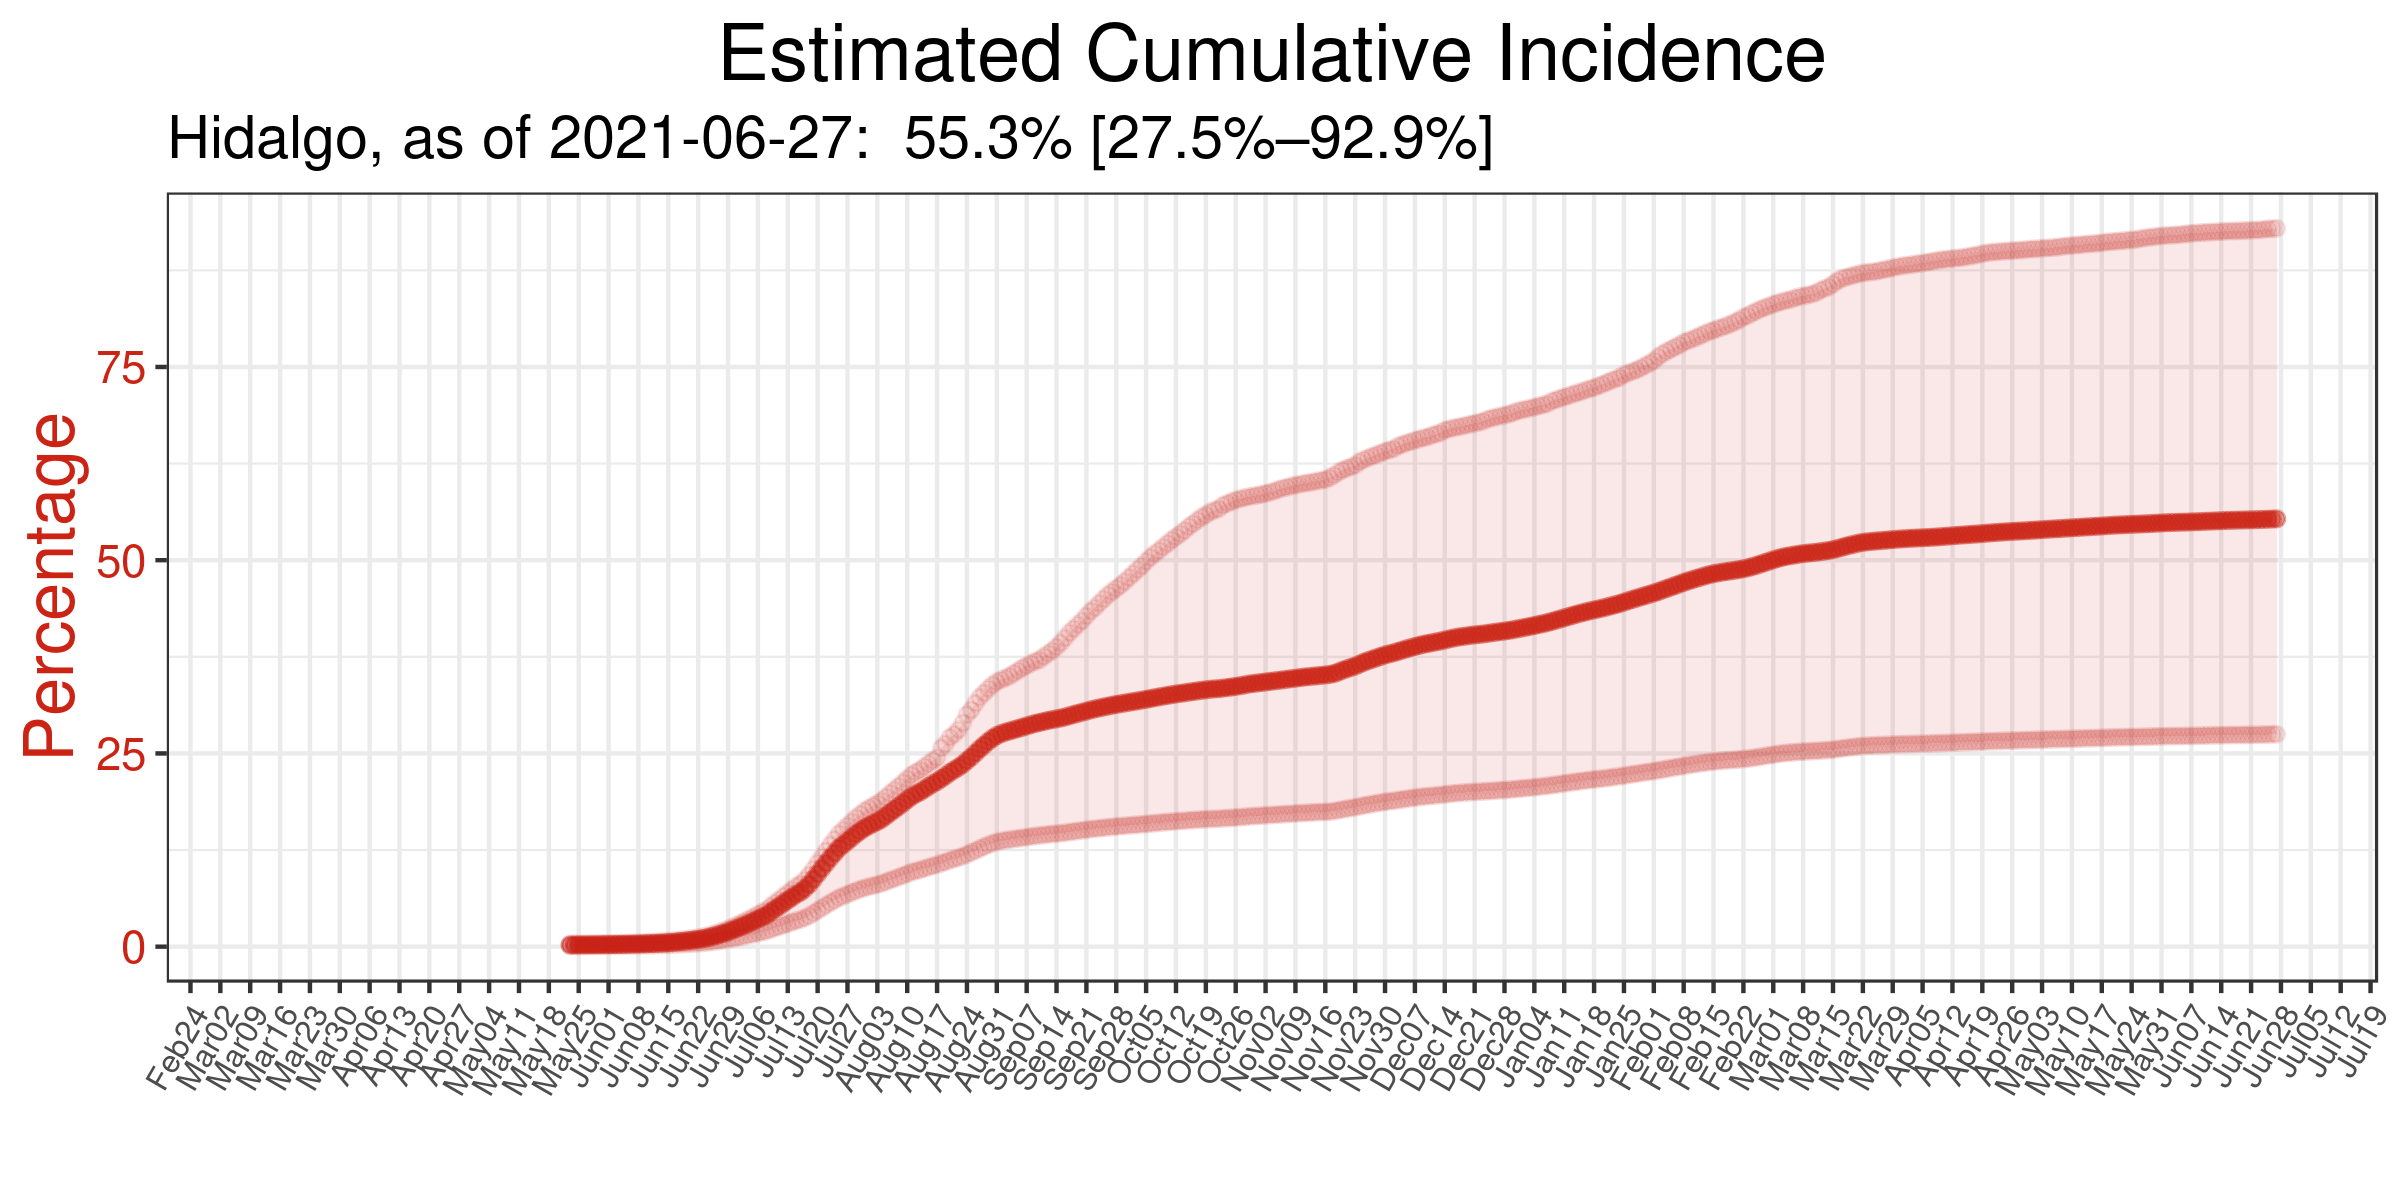 Estimated Cumulative Incidence
Hidalgo, as of 2021-06-27: 55.3% [27.5%–92.9%]
Percentage
75
50
25
0
Feb24
Mar02
Mar09
Mar16
Mar23
Mar30
Apr06
Apr13
Apr20
Apr27
May04
May11
May18
May25
Jun01
Jun08
Jun15
Jun22
Jun29
Jul06
Jul13
Jul20
Jul27
Aug03
Aug10
Aug17
Aug24
Aug31
Sep07
Sep14
Sep21
Sep28
Oct05
Oct12
Oct19
Oct26
Nov02
Nov09
Nov16
Nov23
Nov30
Dec07
Dec14
Dec21
Dec28
Jan04
Jan11
Jan18
Jan25
Feb01
Feb08
Feb15
Feb22
Mar01
Mar08
Mar15
Mar22
Mar29
Apr05
Apr12
Apr19
Apr26
May03
May10
May17
May24
May31
Jun07
Jun14
Jun21
Jun28
Jul05
Jul12
Jul19